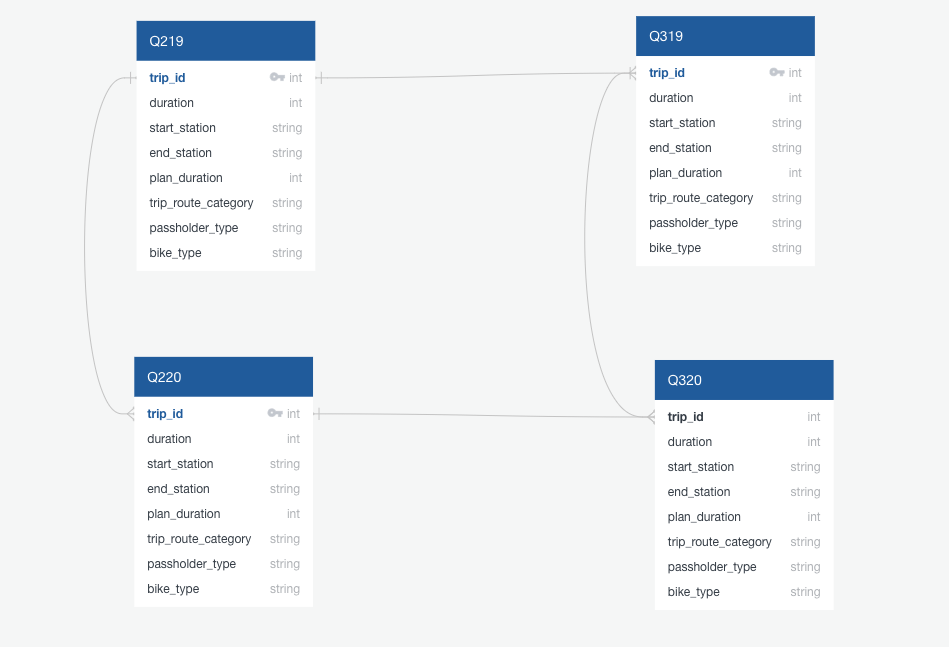 Q219
trip_id int
duration int
start_station string
end_station string
plan_duration int
trip_route_category string
passholder_type string
bike_type string
Q319
trip_id int
duration int
start_station string
end_station string
plan_duration int
trip_route_category string
passholder_type string
bike_type string
Q220
trip_id int
duration int
start_station string
end_station string
plan_duration int
trip_route_category string
passholder_type string
bike_type string
Q320
trip_id int
duration int
start_station string
end_station string
plan_duration int
trip_route_category string
passholder_type string
bike_type string